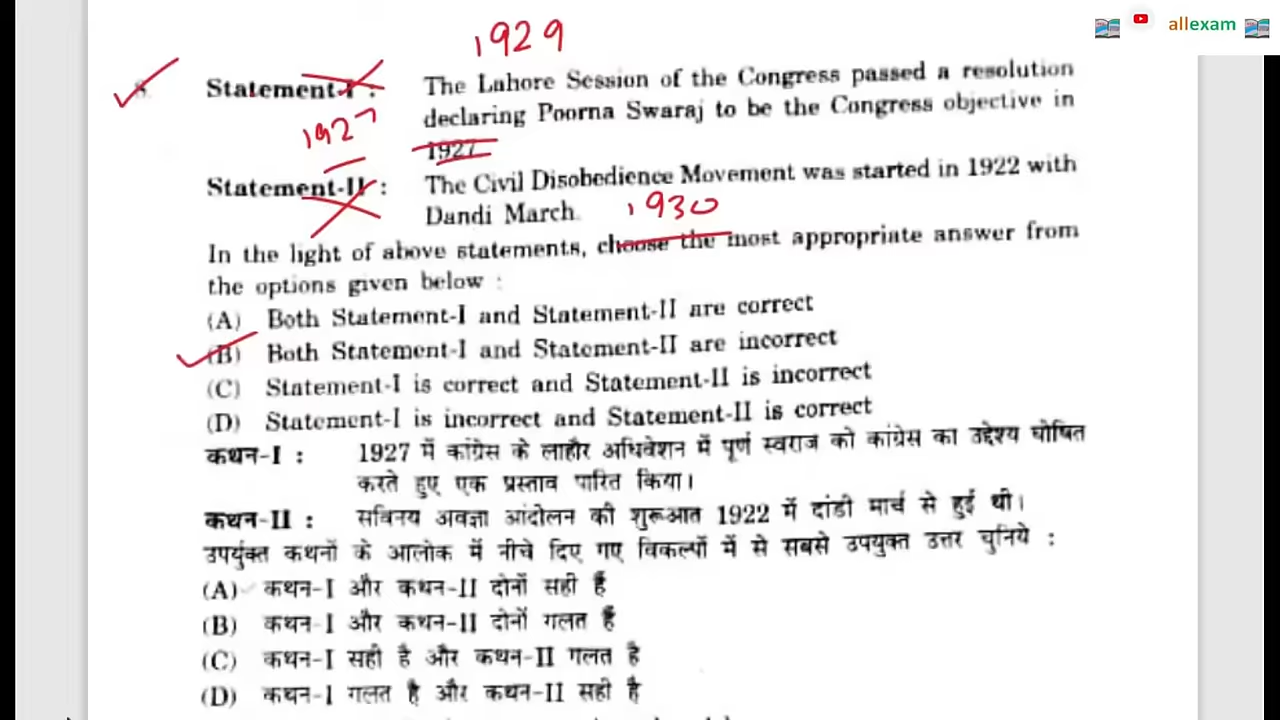 allexam
1929
Statement-I : The Lahore Session of the Congress passed a resolution
declaring Poorna Swaraj to be the Congress objective in
1927
1927
Statement-II : The Civil Disobedience Movement was started in 1922 with
Dandi March.
1930
In the light of above statements, choose the most appropriate answer from
the options given below :
(A) Both Statement-I and Statement-II are correct
(B) Both Statement-I and Statement-II are incorrect
(C) Statement-I is correct and Statement-II is incorrect
(D) Statement-I is incorrect and Statement-II is correct
कथन-I : 1927 में कांग्रेस के लाहौर अधिवेशन में पूर्ण स्वराज को कांग्रेस का उद्देश्य घोषित
करते हुए एक प्रस्ताव पारित किया।
कथन-II : सविनय अवज्ञा आंदोलन की शुरूआत 1922 में दांडी मार्च से हुई थी।
उपर्युक्त कथनों के आलोक में नीचे दिए गए विकल्पों में से सबसे उपयुक्त उत्तर चुनिये :
(A) कथन-I और कथन-II दोनों सही हैं
(B) कथन-I और कथन-II दोनों गलत हैं
(C) कथन-I सही है और कथन-II गलत है
(D) कथन-I गलत है और कथन-II सही है